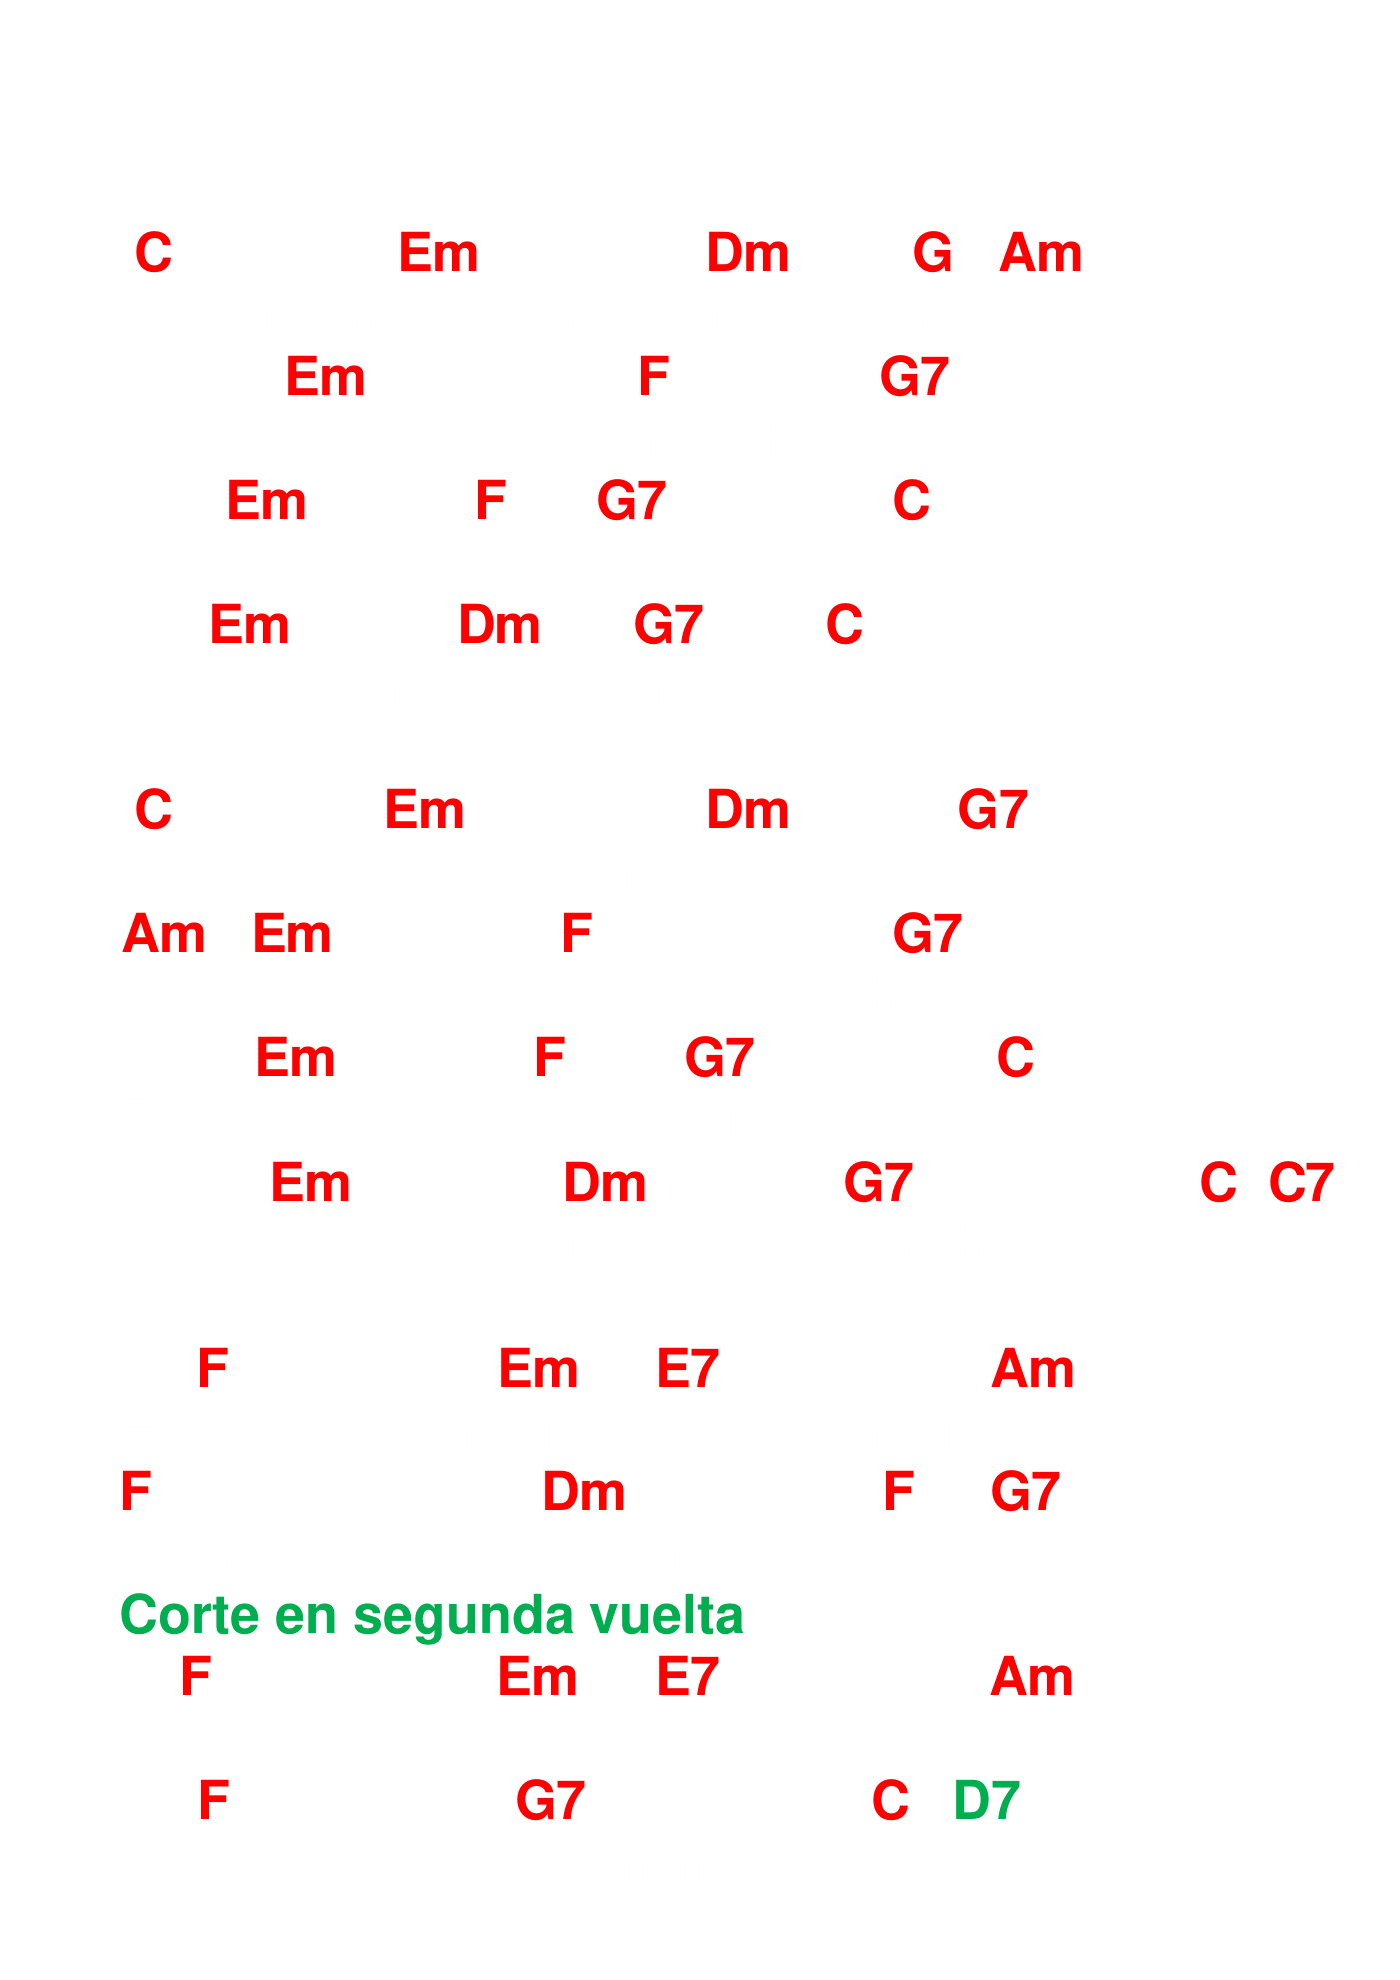 C Em Dm G Am
Em F G7
Em F G7 C
Em Dm G7 C
C Em Dm G7
Am Em F G7
Em F G7 C
Em Dm G7 C C7
F Em E7 Am
F Dm F G7
Corte en segunda vuelta
F Em E7 Am
F G7 C D7